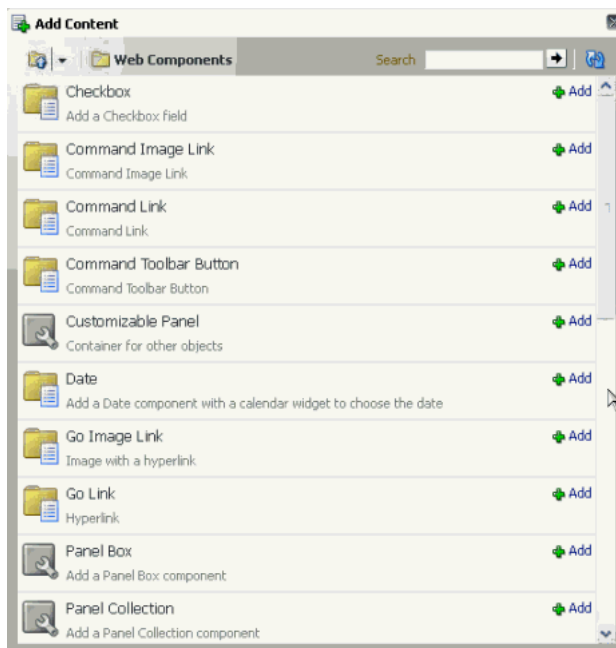 Add Content
Web Components Search
Checkbox Add
Add a Checkbox field
Command Image Link Add
Command Image Link
Command Link Add
Command Link
Command Toolbar Button Add
Command Toolbar Button
Customizable Panel Add
Container for other objects
Date Add
Add a Date component with a calendar widget to choose the date
Go Image Link Add
Image with a hyperlink
Go Link Add
Hyperlink
Panel Box Add
Add a Panel Box component
Panel Collection Add
Add a Panel Collection component